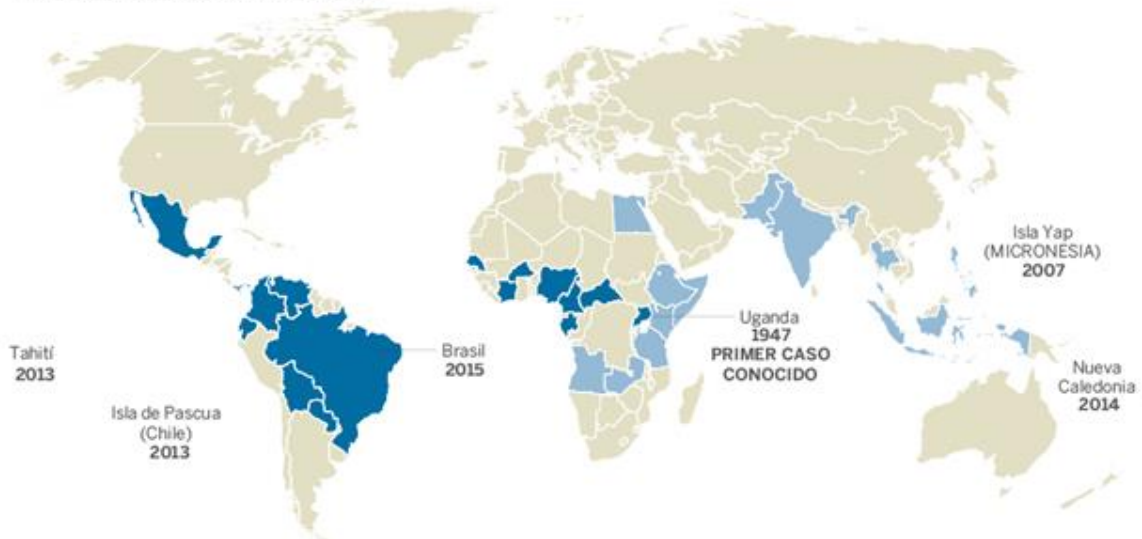 Isla Yap
(MICRONESIA)
2007
Uganda
1947
PRIMER CASO
CONOCIDO
Tahití
2013
Brasil
2015
Nueva
Caledonia
2014
Isla de Pascua
(Chile)
2013